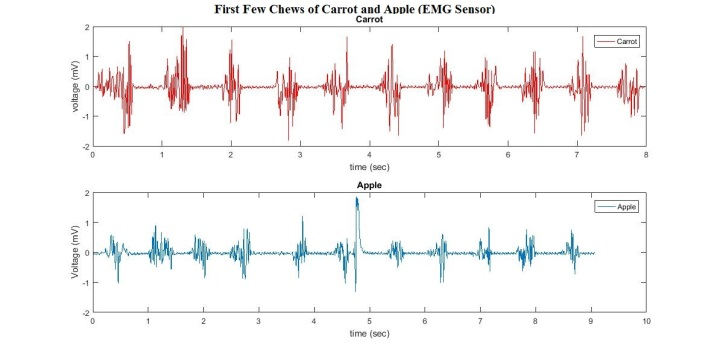 First Few Chews of Carrot and Apple (EMG Sensor)
Carrot
2
1
0
-1
-2
voltage (mV)
Carrot
0 1 2 3 4 5 6 7 8
time (sec)
Apple
2
1
0
-1
-2
Voltage (mV)
Apple
0 1 2 3 4 5 6 7 8 9 10
time (sec)